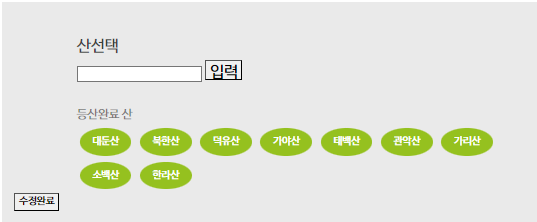 산선택
입력
등산완료 산
대둔산 북한산 덕유산 가야산 태백산 관악산 가리산
소백산 한라산
수정완료